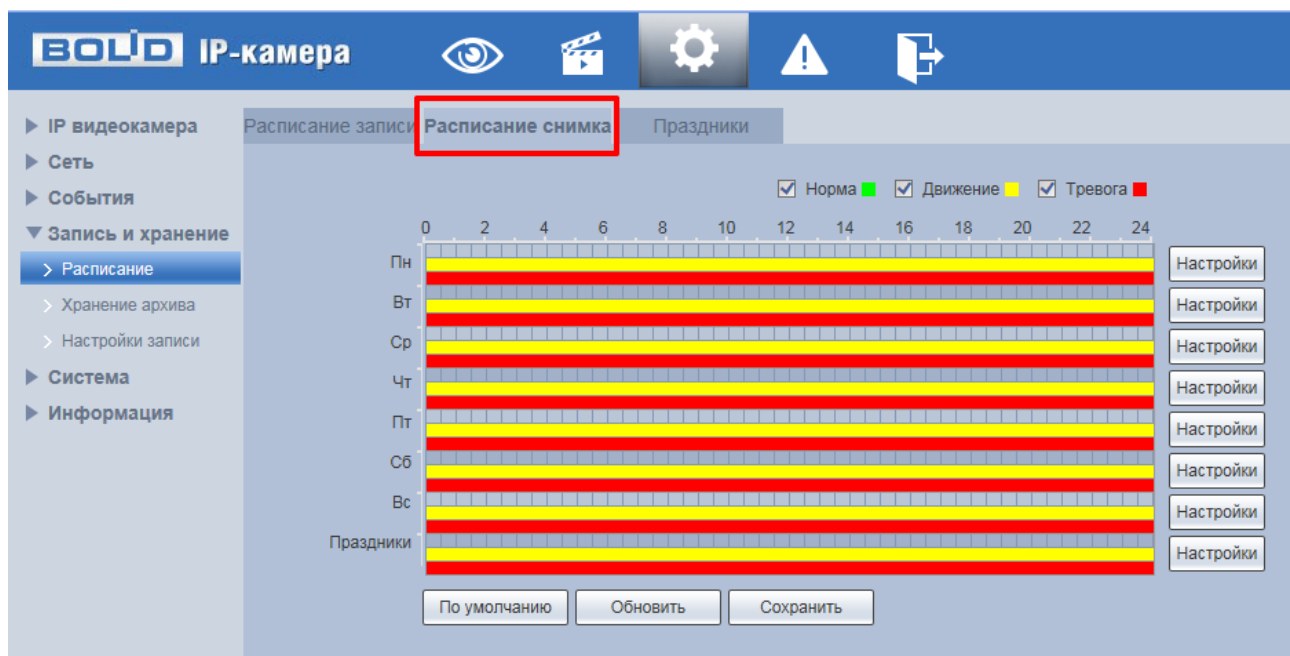 BOLID IP-камера
IP видеокамера
Сеть
События
Запись и хранение
Расписание
Хранение архива
Настройки записи
Система
Информация
Расписание записи Расписание снимка Праздники
Норма Движение Тревога
0 2 4 6 8 10 12 14 16 18 20 22 24
Пн Настройки
Вт Настройки
Ср Настройки
Чт Настройки
Пт Настройки
Сб Настройки
Вс Настройки
Праздники Настройки
По умолчанию Обновить Сохранить